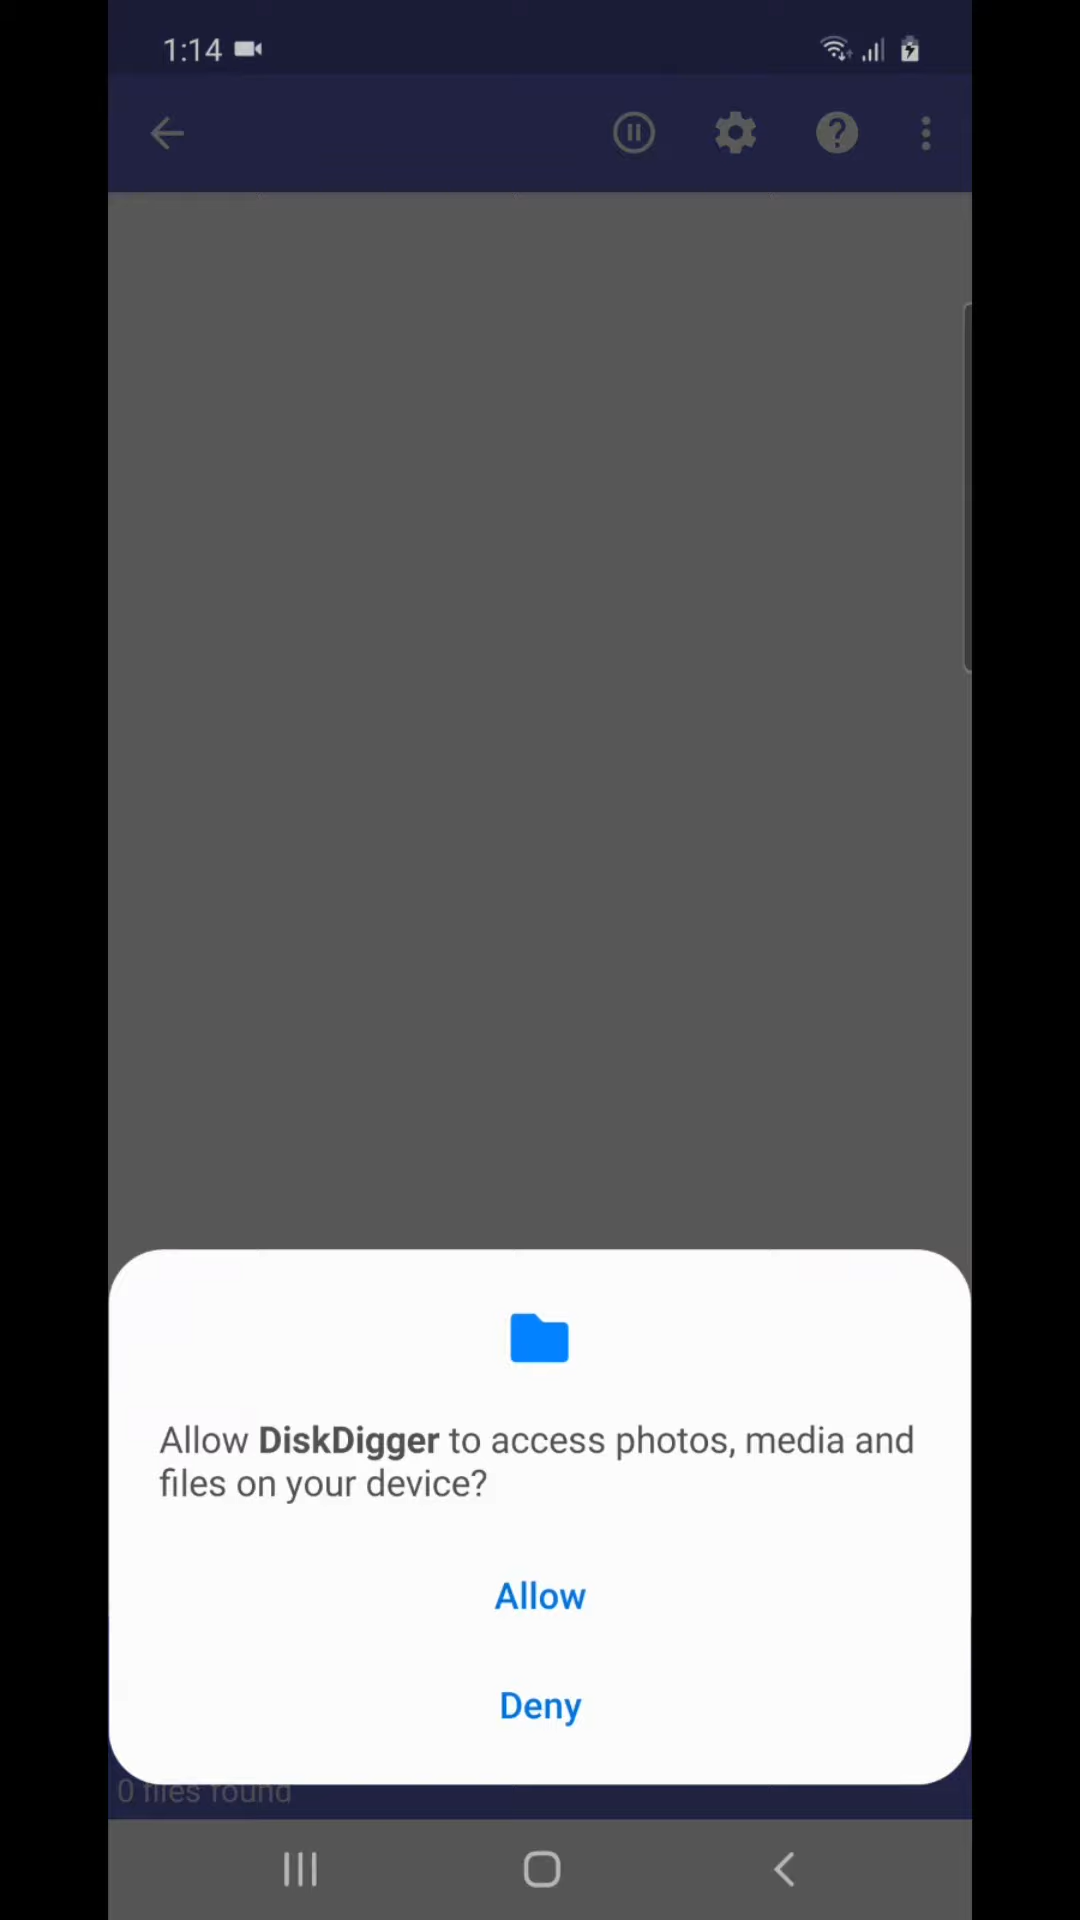 1:14
Allow DiskDigger to access photos, media and
files on your device?
Allow
Deny
0 files found